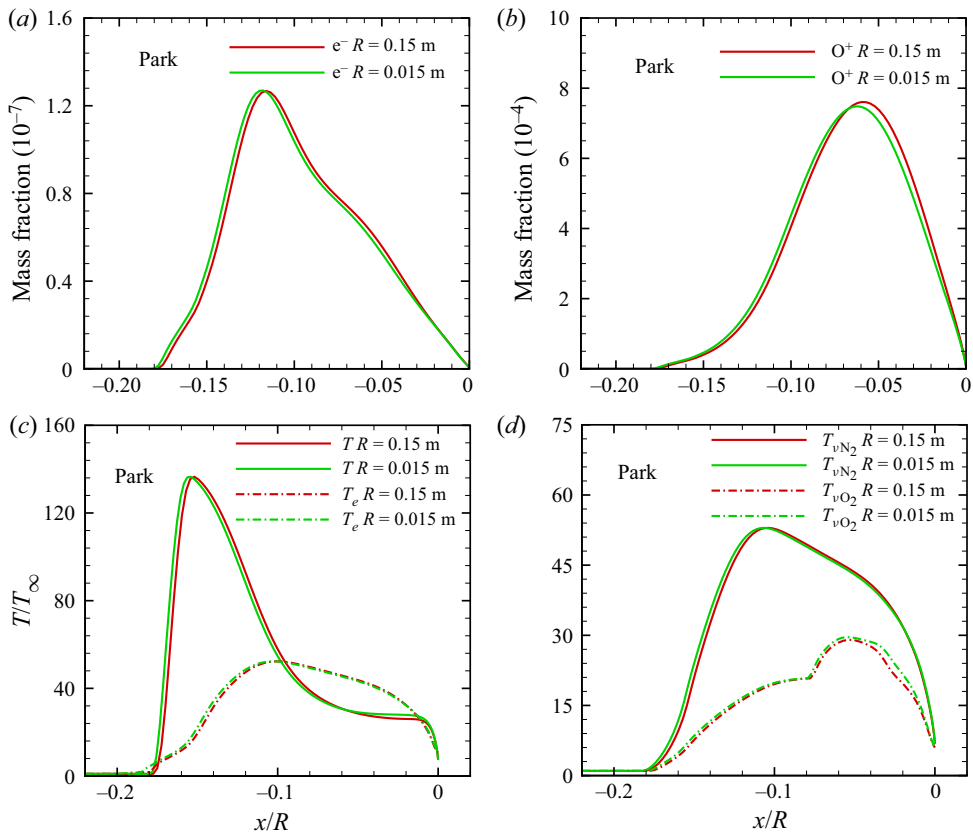 (a)
1.6
1.2
0.8
0.4
0
Mass fraction (10⁻⁷)
Park
e⁻ R = 0.15 m
e⁻ R = 0.015 m
−0.20 −0.15 −0.10 −0.05 0
(b)
10
8
6
4
2
0
Mass fraction (10⁻⁴)
Park
O⁺ R = 0.15 m
O⁺ R = 0.015 m
−0.20 −0.15 −0.10 −0.05 0
(c)
160
120
80
40
0
T/T∞
Park
T R = 0.15 m
T R = 0.015 m
Te R = 0.15 m
Te R = 0.015 m
−0.2 −0.1 0
x/R
(d)
75
60
45
30
15
0
Park
TνN₂ R = 0.15 m
TνN₂ R = 0.015 m
TνO₂ R = 0.15 m
TνO₂ R = 0.015 m
−0.2 −0.1 0
x/R